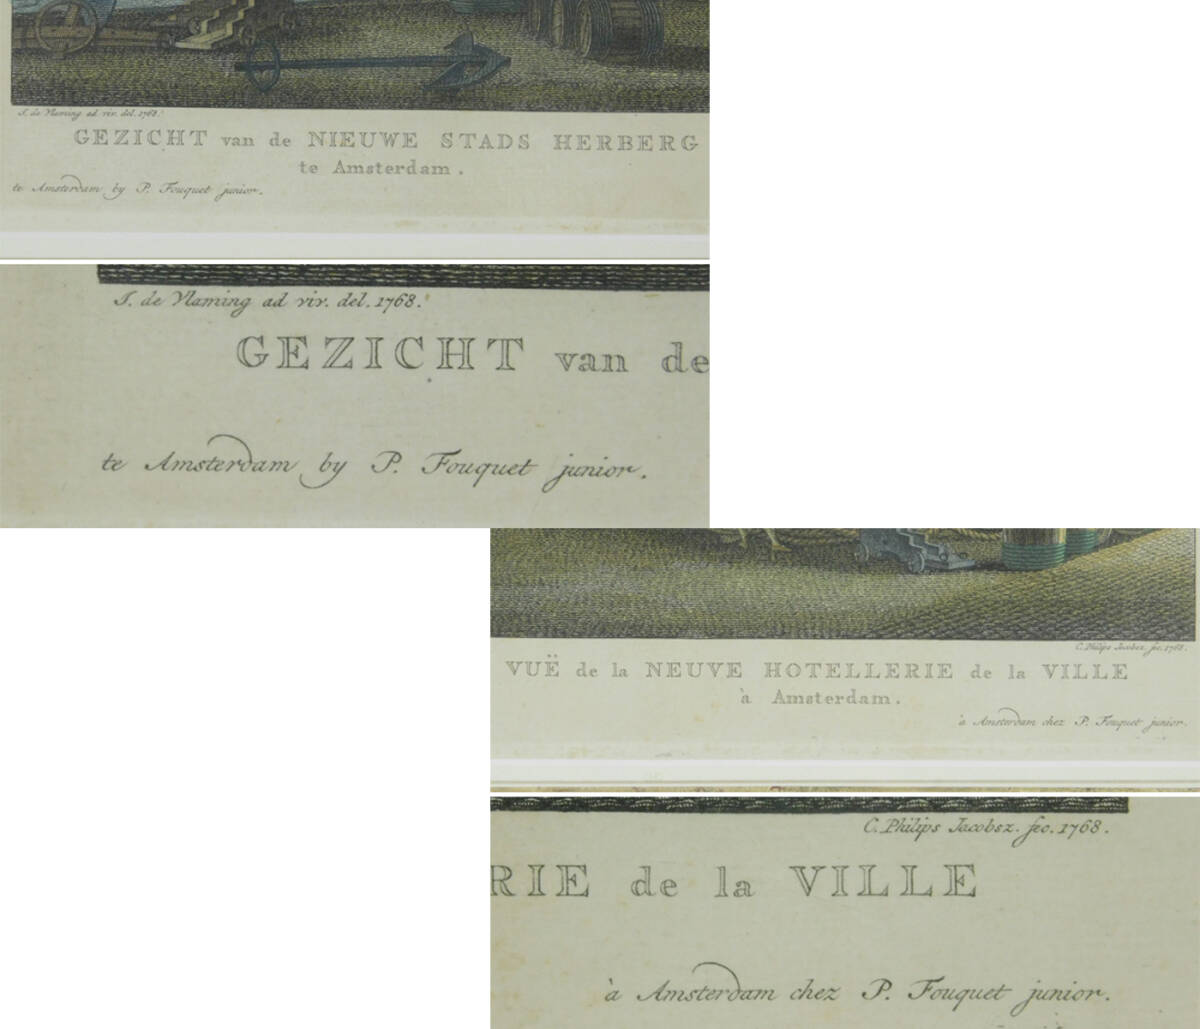 J. de Vlaming ad viv. del. 1768.
GEZICHT van de NIEUWE STADS HERBERG
te Amsterdam.
te Amsterdam by P. Fouquet junior.
J. de Vlaming ad viv. del. 1768.
GEZICHT van de
te Amsterdam by P. Fouquet junior.
C. Philips Jacobsz. fec. 1768.
VUË de la NEUVE HOTELLERIE de la VILLE
à Amsterdam.
à Amsterdam chez P. Fouquet junior.
C. Philips Jacobsz. fec. 1768.
RIE de la VILLE
à Amsterdam chez P. Fouquet junior.